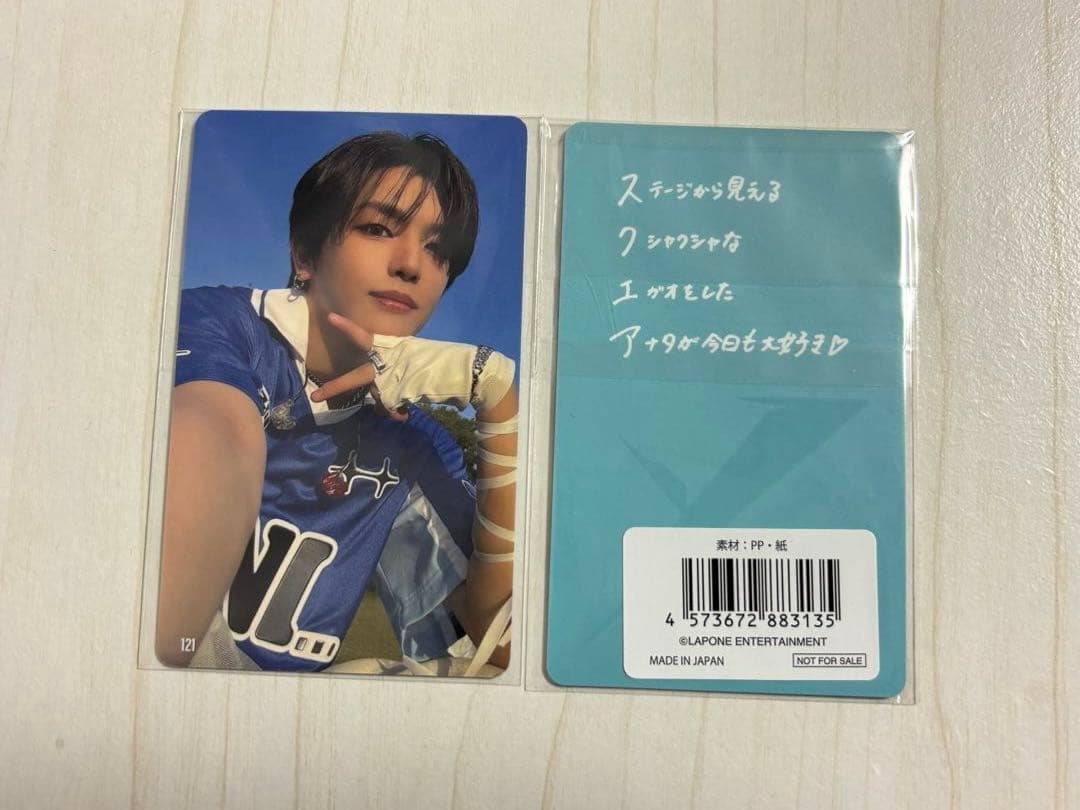 NI
121
ステージから見える
クシャクシャな
エガオをした
アナタが今日も大好き♡
素材：PP・紙
4 573672 883135
©LAPONE ENTERTAINMENT
MADE IN JAPAN
NOT FOR SALE